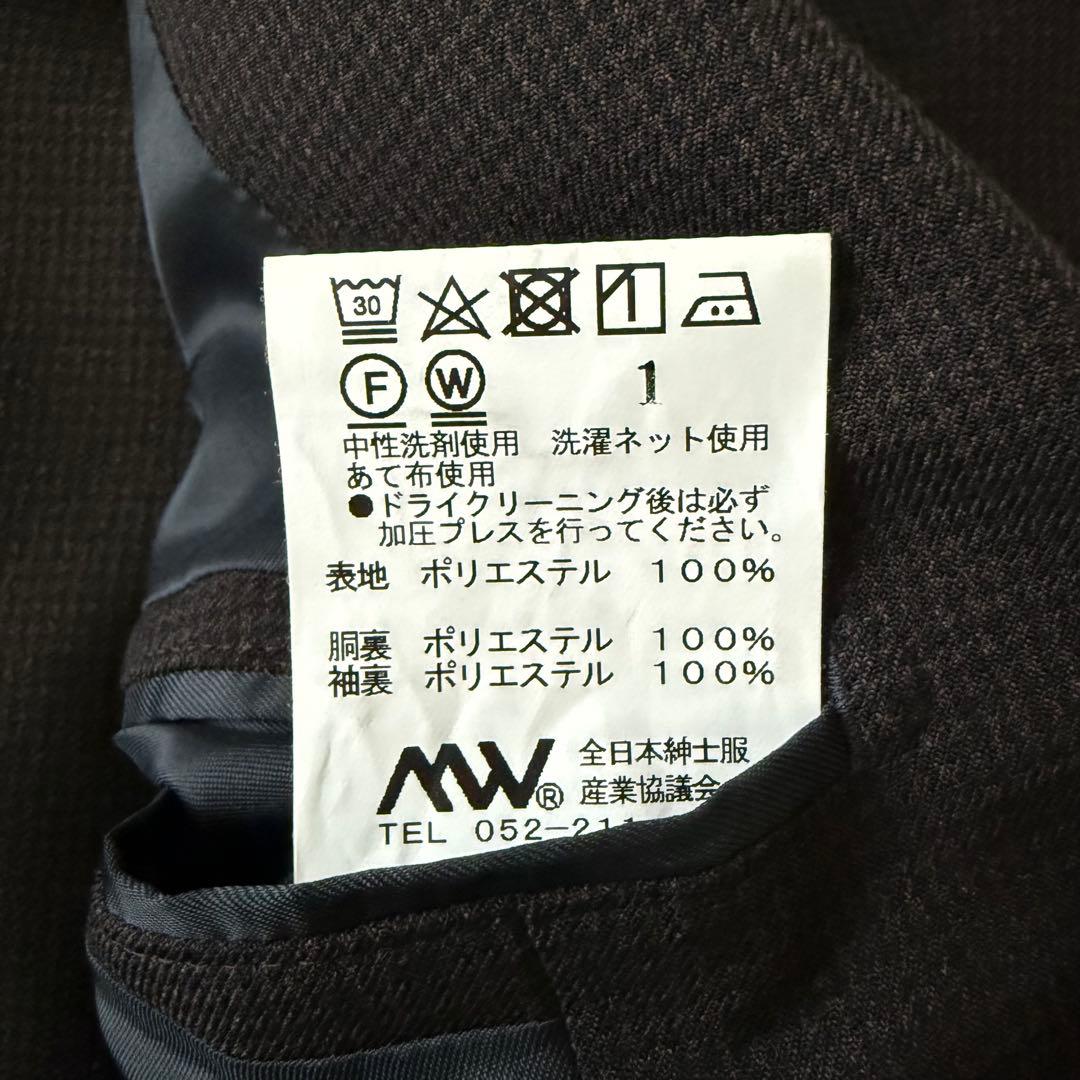 30
F W 1
中性洗剤使用 洗濯ネット使用
あて布使用
●ドライクリーニング後は必ず
加圧プレスを行ってください。
表地 ポリエステル 100%
胴裏 ポリエステル 100%
袖裏 ポリエステル 100%
MW® 全日本紳士服
産業協議会
TEL 052-211